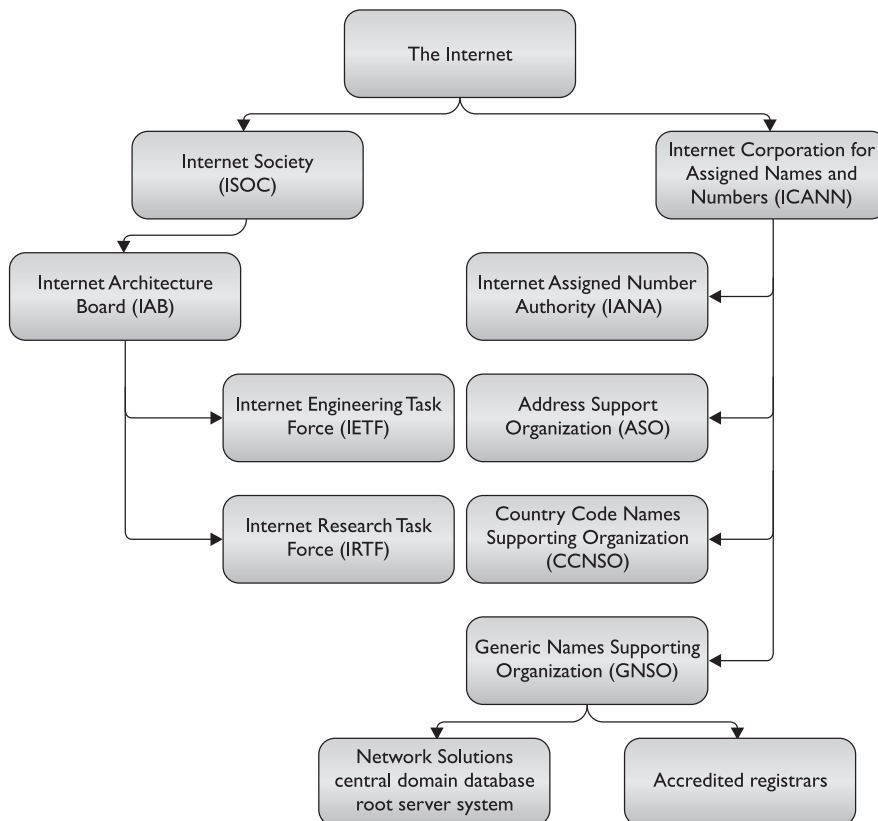 The Internet
Internet Society
(ISOC)
Internet Corporation for
Assigned Names and
Numbers (ICANN)
Internet Architecture
Board (IAB)
Internet Assigned Number
Authority (IANA)
Internet Engineering Task
Force (IETF)
Address Support
Organization (ASO)
Internet Research Task
Force (IRTF)
Country Code Names
Supporting Organization
(CCNSO)
Generic Names Supporting
Organization (GNSO)
Network Solutions
central domain database
root server system
Accredited registrars